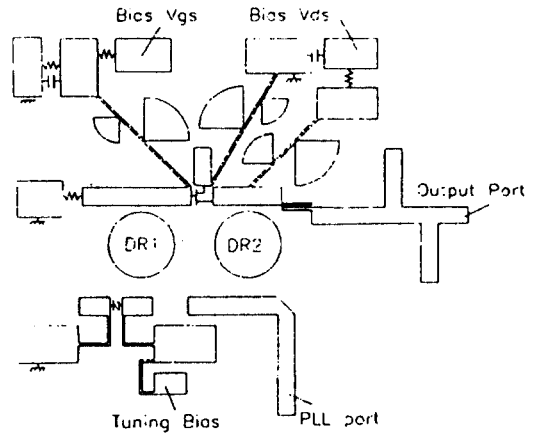 Bias Vgs
Bias Vds
Output Port
DR1
DR2
Tuning Bias
PLL port